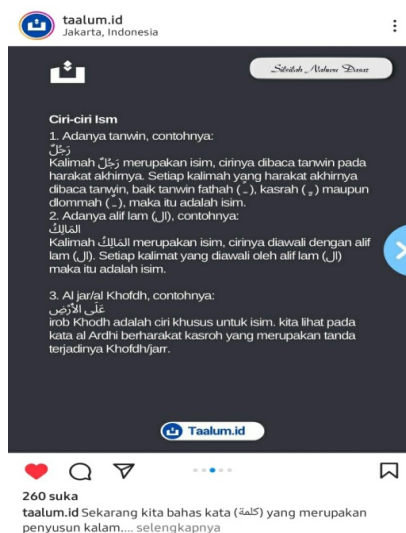 taalum.id
Jakarta, Indonesia
Silsilah Nahwu Dasar
Ciri-ciri Ism
1. Adanya tanwin, contohnya:
رَجُلٌ
Kalimah رَجُلٌ merupakan isim, cirinya dibaca tanwin pada
harakat akhirnya. Setiap kalimah yang harakat akhirnya
dibaca tanwin, baik tanwin fathah ( ـً ), kasrah ( ـٍ ) maupun
dlommah ( ـٌ ), maka itu adalah isim.
2. Adanya alif lam (ال), contohnya:
المَالِكُ
Kalimah المَالِكُ merupakan isim, cirinya diawali dengan alif
lam (ال). Setiap kalimat yang diawali oleh alif lam (ال)
maka itu adalah isim.
3. Al jar/al Khofdh, contohnya:
عَلَى الأَرْضِ
irob Khodh adalah ciri khusus untuk isim. kita lihat pada
kata al Ardhi berharakat kasroh yang merupakan tanda
terjadinya Khofdh/jarr.
Taalum.id
260 suka
taalum.id Sekarang kita bahas kata (كلمة) yang merupakan
penyusun kalam.... selengkapnya